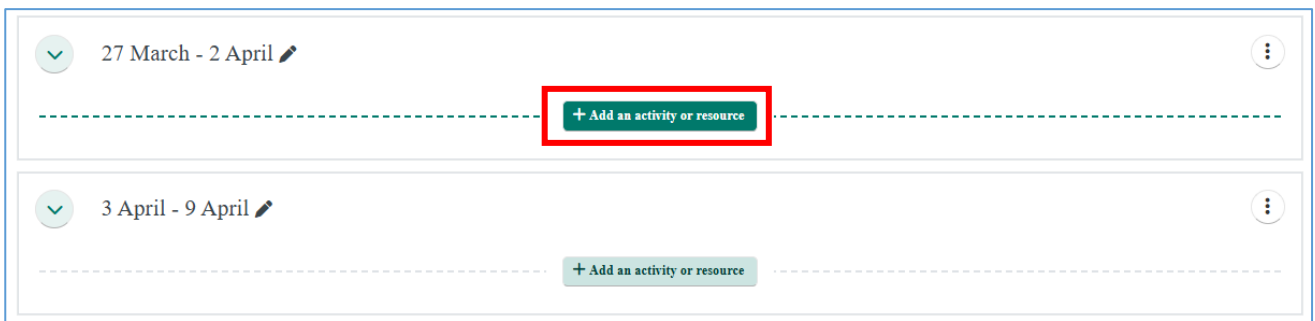 27 March - 2 April
+ Add an activity or resource
3 April - 9 April
+ Add an activity or resource